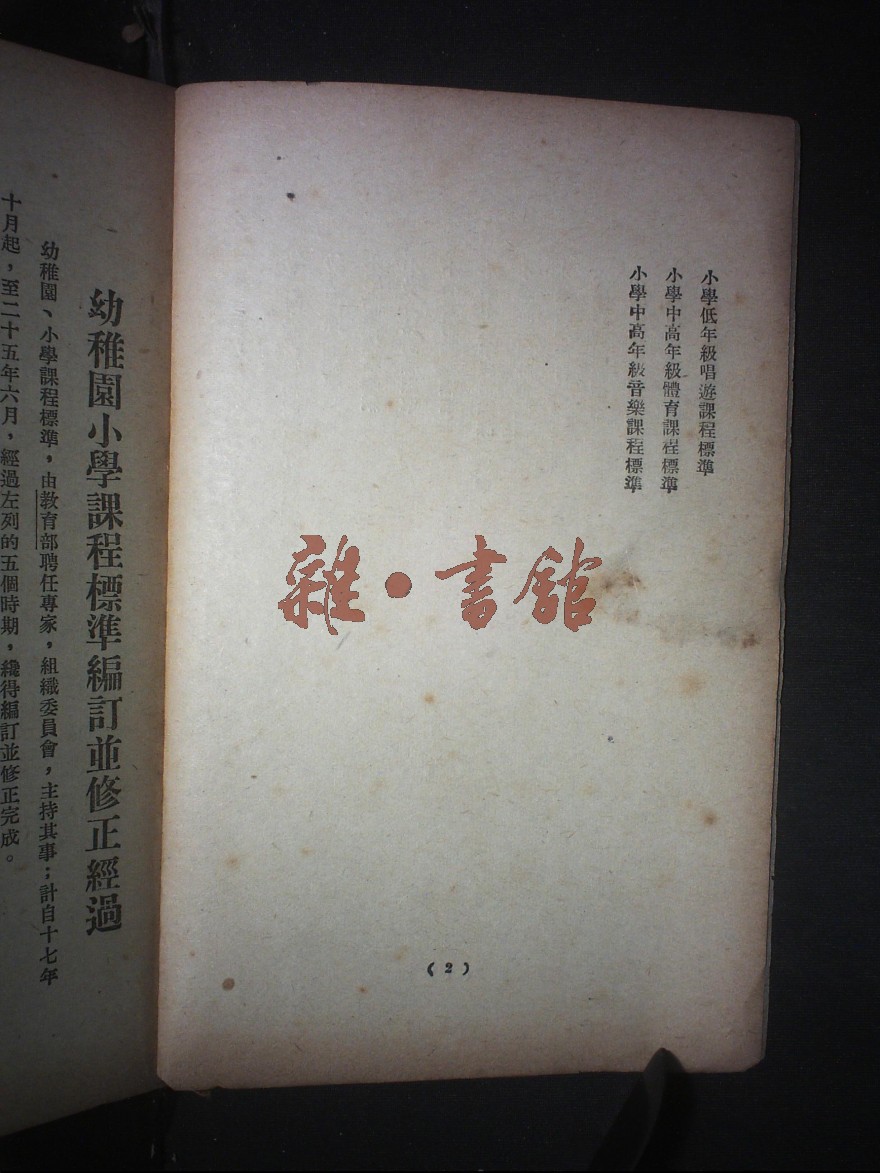 小學低年級唱遊課程標準
小學中高年級體育課程標準
小學中高年級音樂課程標準
（2）
雜·書館
幼稚園小學課程標準編訂並修正經過
幼稚園、小學課程標準，由教育部聘任專家，組織委員會，主持其事；計自十七年
十月起，至二十五年六月，經過左列的五個時期，纔得編訂並修正完成。